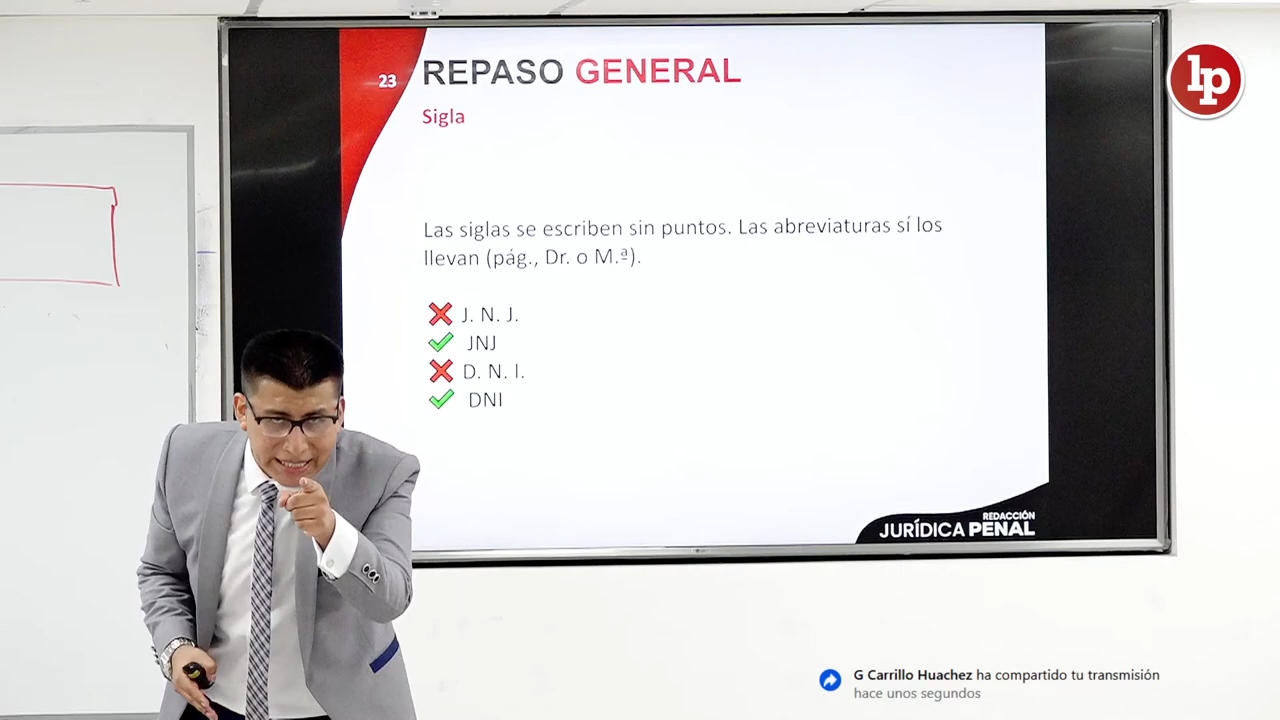 23
REPASO GENERAL
Sigla
Las siglas se escriben sin puntos. Las abreviaturas sí los
llevan (pág., Dr. o M.ª).
J. N. J.
JNJ
D. N. I.
DNI
REDACCIÓN
JURÍDICA PENAL
lp
G Carrillo Huachez ha compartido tu transmisión
hace unos segundos